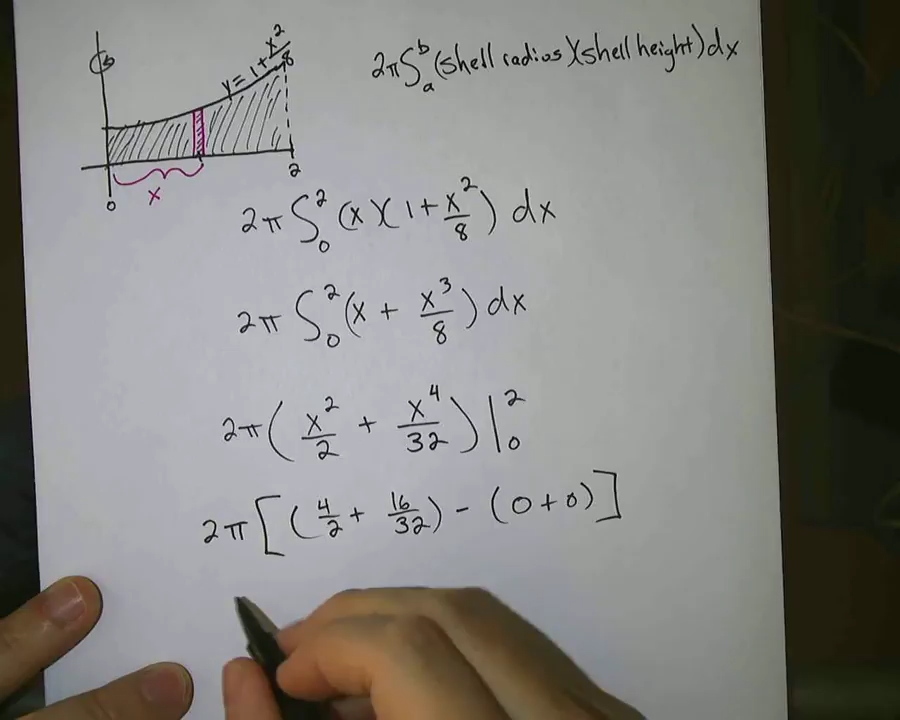 y = 1 + x²/8
2π ∫ₐᵇ (shell radius)(shell height) dx
2
0
x
2π ∫₀² (x)(1 + x²/8) dx
2π ∫₀² (x + x³/8) dx
2π (x²/2 + x⁴/32) |₀²
2π [(4/2 + 16/32) - (0 + 0)]